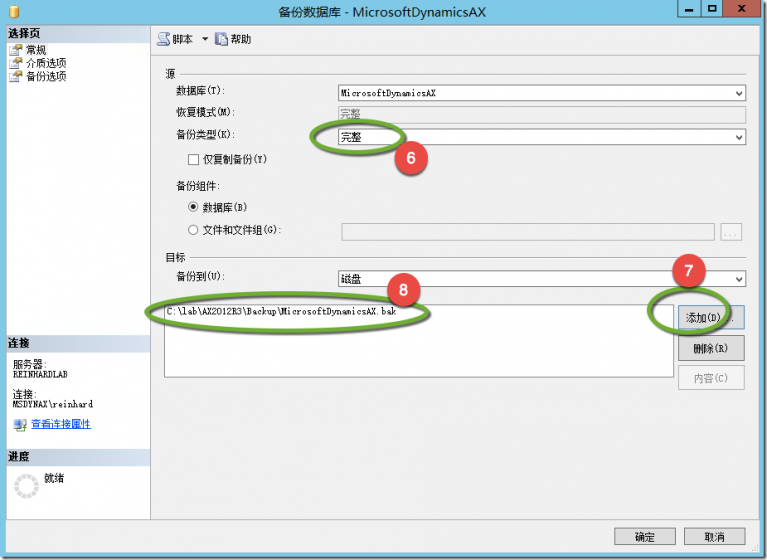 备份数据库 - MicrosoftDynamicsAX
选择页
常规
介质选项
备份选项
脚本
帮助
源
数据库(T):
MicrosoftDynamicsAX
恢复模式(M):
完整
备份类型(K):
完整
6
仅复制备份(Y)
备份组件:
数据库(B)
文件和文件组(G):
...
目标
备份到(U):
磁盘
7
8
C:\lab\AX2012R3\Backup\MicrosoftDynamicsAX.bak
添加(D)...
删除(R)
内容(C)
连接
服务器:
REINHARDLAB
连接:
MSDYNAX\reinhard
查看连接属性
进度
就绪
确定
取消